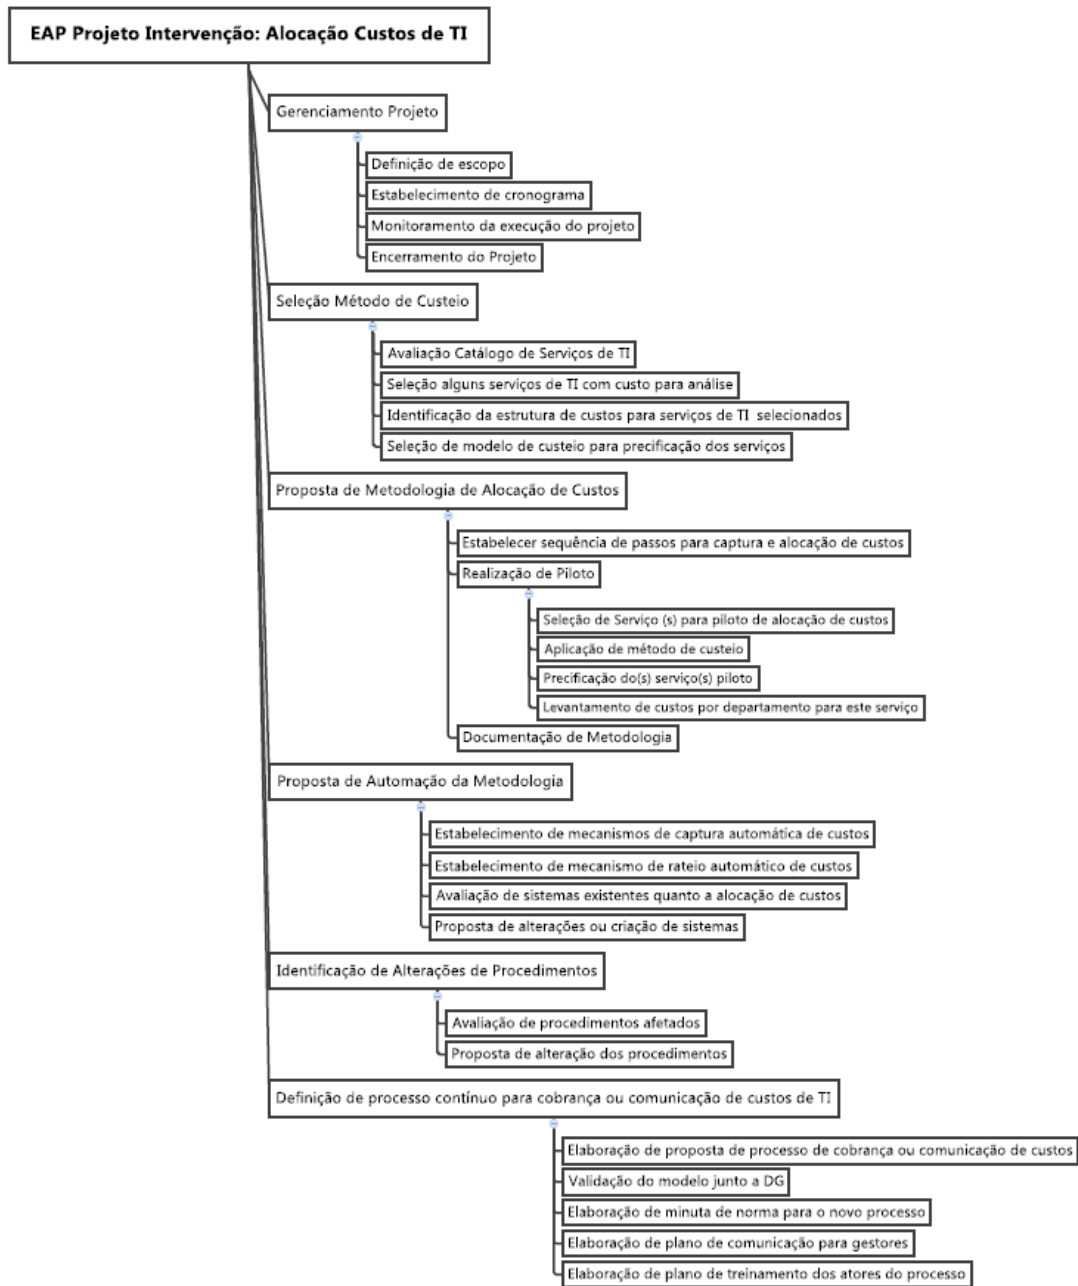 EAP Projeto Intervenção: Alocação Custos de TI
Gerenciamento Projeto
Definição de escopo
Estabelecimento de cronograma
Monitoramento da execução do projeto
Encerramento do Projeto
Seleção Método de Custeio
Avaliação Catálogo de Serviços de TI
Seleção alguns serviços de TI com custo para análise
Identificação da estrutura de custos para serviços de TI selecionados
Seleção de modelo de custeio para precificação dos serviços
Proposta de Metodologia de Alocação de Custos
Estabelecer sequência de passos para captura e alocação de custos
Realização de Piloto
Seleção de Serviço (s) para piloto de alocação de custos
Aplicação de método de custeio
Precificação do(s) serviço(s) piloto
Levantamento de custos por departamento para este serviço
Documentação de Metodologia
Proposta de Automação da Metodologia
Estabelecimento de mecanismos de captura automática de custos
Estabelecimento de mecanismo de rateio automático de custos
Avaliação de sistemas existentes quanto a alocação de custos
Proposta de alterações ou criação de sistemas
Identificação de Alterações de Procedimentos
Avaliação de procedimentos afetados
Proposta de alteração dos procedimentos
Definição de processo contínuo para cobrança ou comunicação de custos de TI
Elaboração de proposta de processo de cobrança ou comunicação de custos
Validação do modelo junto a DG
Elaboração de minuta de norma para o novo processo
Elaboração de plano de comunicação para gestores
Elaboração de plano de treinamento dos atores do processo